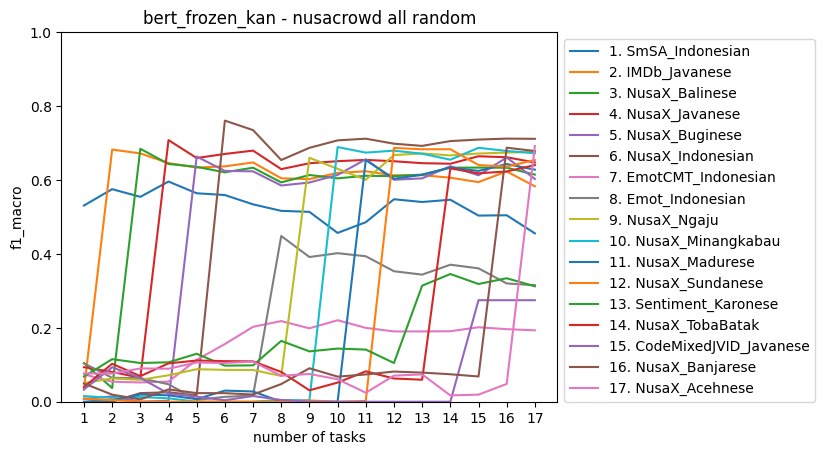 bert_frozen_kan - nusacrowd all random
f1_macro
1.0
0.8
0.6
0.4
0.2
0.0
1 2 3 4 5 6 7 8 9 10 11 12 13 14 15 16 17
number of tasks
1. SmSA_Indonesian
2. IMDb_Javanese
3. NusaX_Balinese
4. NusaX_Javanese
5. NusaX_Buginese
6. NusaX_Indonesian
7. EmotCMT_Indonesian
8. Emot_Indonesian
9. NusaX_Ngaju
10. NusaX_Minangkabau
11. NusaX_Madurese
12. NusaX_Sundanese
13. Sentiment_Karonese
14. NusaX_TobaBatak
15. CodeMixedJVID_Javanese
16. NusaX_Banjarese
17. NusaX_Acehnese